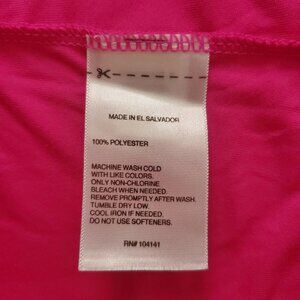 MADE IN EL SALVADOR
100% POLYESTER
MACHINE WASH COLD
WITH LIKE COLORS.
ONLY NON-CHLORINE
BLEACH WHEN NEEDED.
REMOVE PROMPTLY AFTER WASH.
TUMBLE DRY LOW.
COOL IRON IF NEEDED.
DO NOT USE SOFTENERS.
RN# 104141